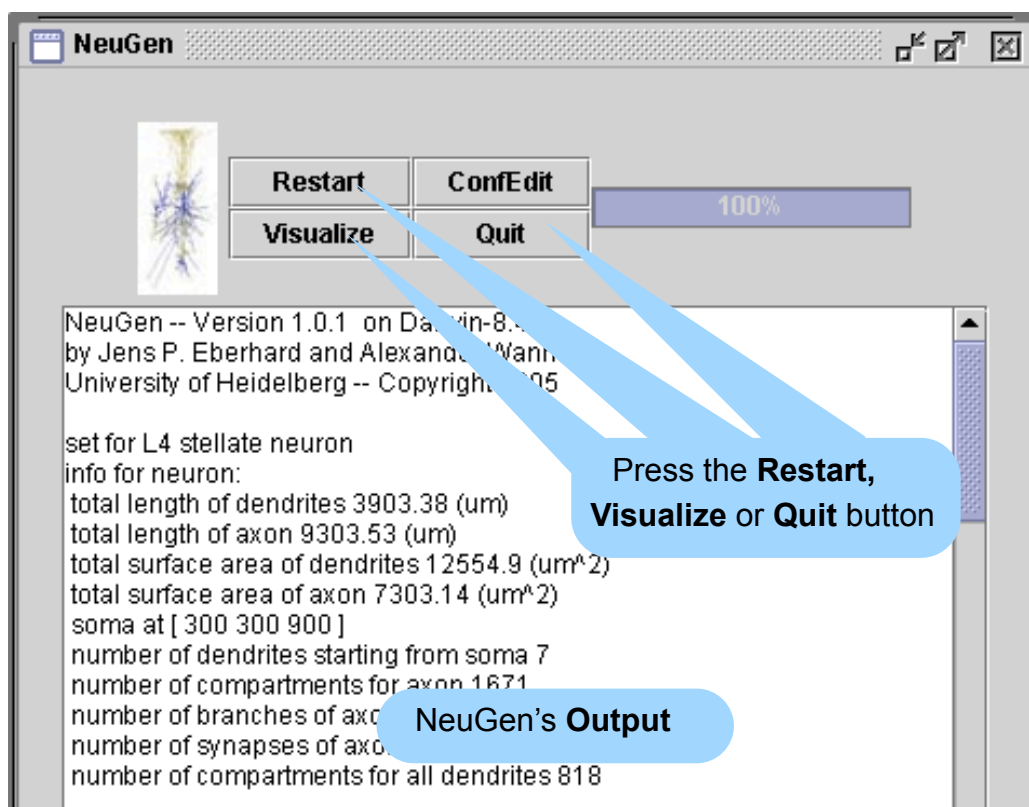 NeuGen
Restart ConfEdit
100%
Visualize Quit
NeuGen -- Version 1.0.1 on
by Jens P. Eberhard and
University of Heidelberg -- Copyright
set for L4 stellate neuron
info for neuron:
total length of dendrites 3903.38 (um)
total length of axon 9303.53 (um)
total surface area of dendrites 12554.9 (um^2)
total surface area of axon 7303.14 (um^2)
soma at [ 300 300 900 ]
number of dendrites starting from soma 7
number of compartments for axon 1671
number of branches of
number of synapses of
number of compartments for all dendrites 818
Press the Restart,
Visualize or Quit button
NeuGen's Output